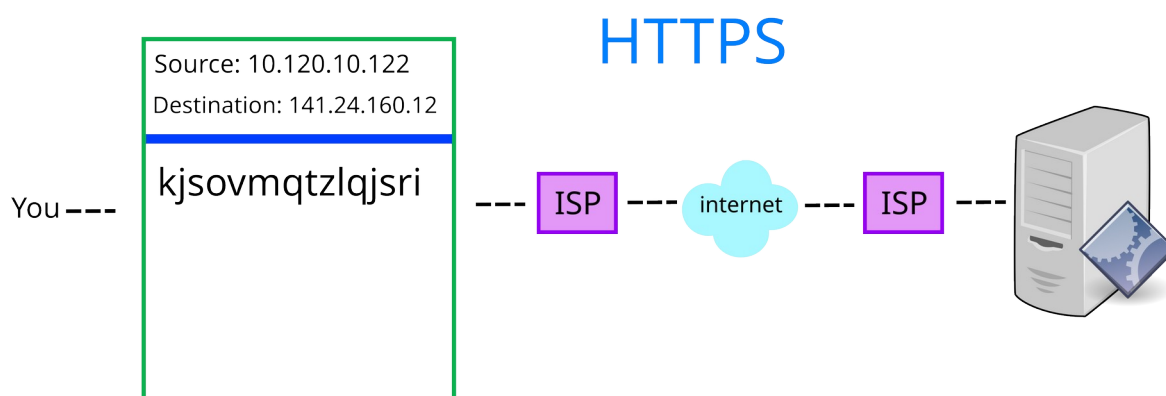 HTTPS
Source: 10.120.10.122
Destination: 141.24.160.12
kjsovmqtzlqjsri
You
ISP
internet
ISP